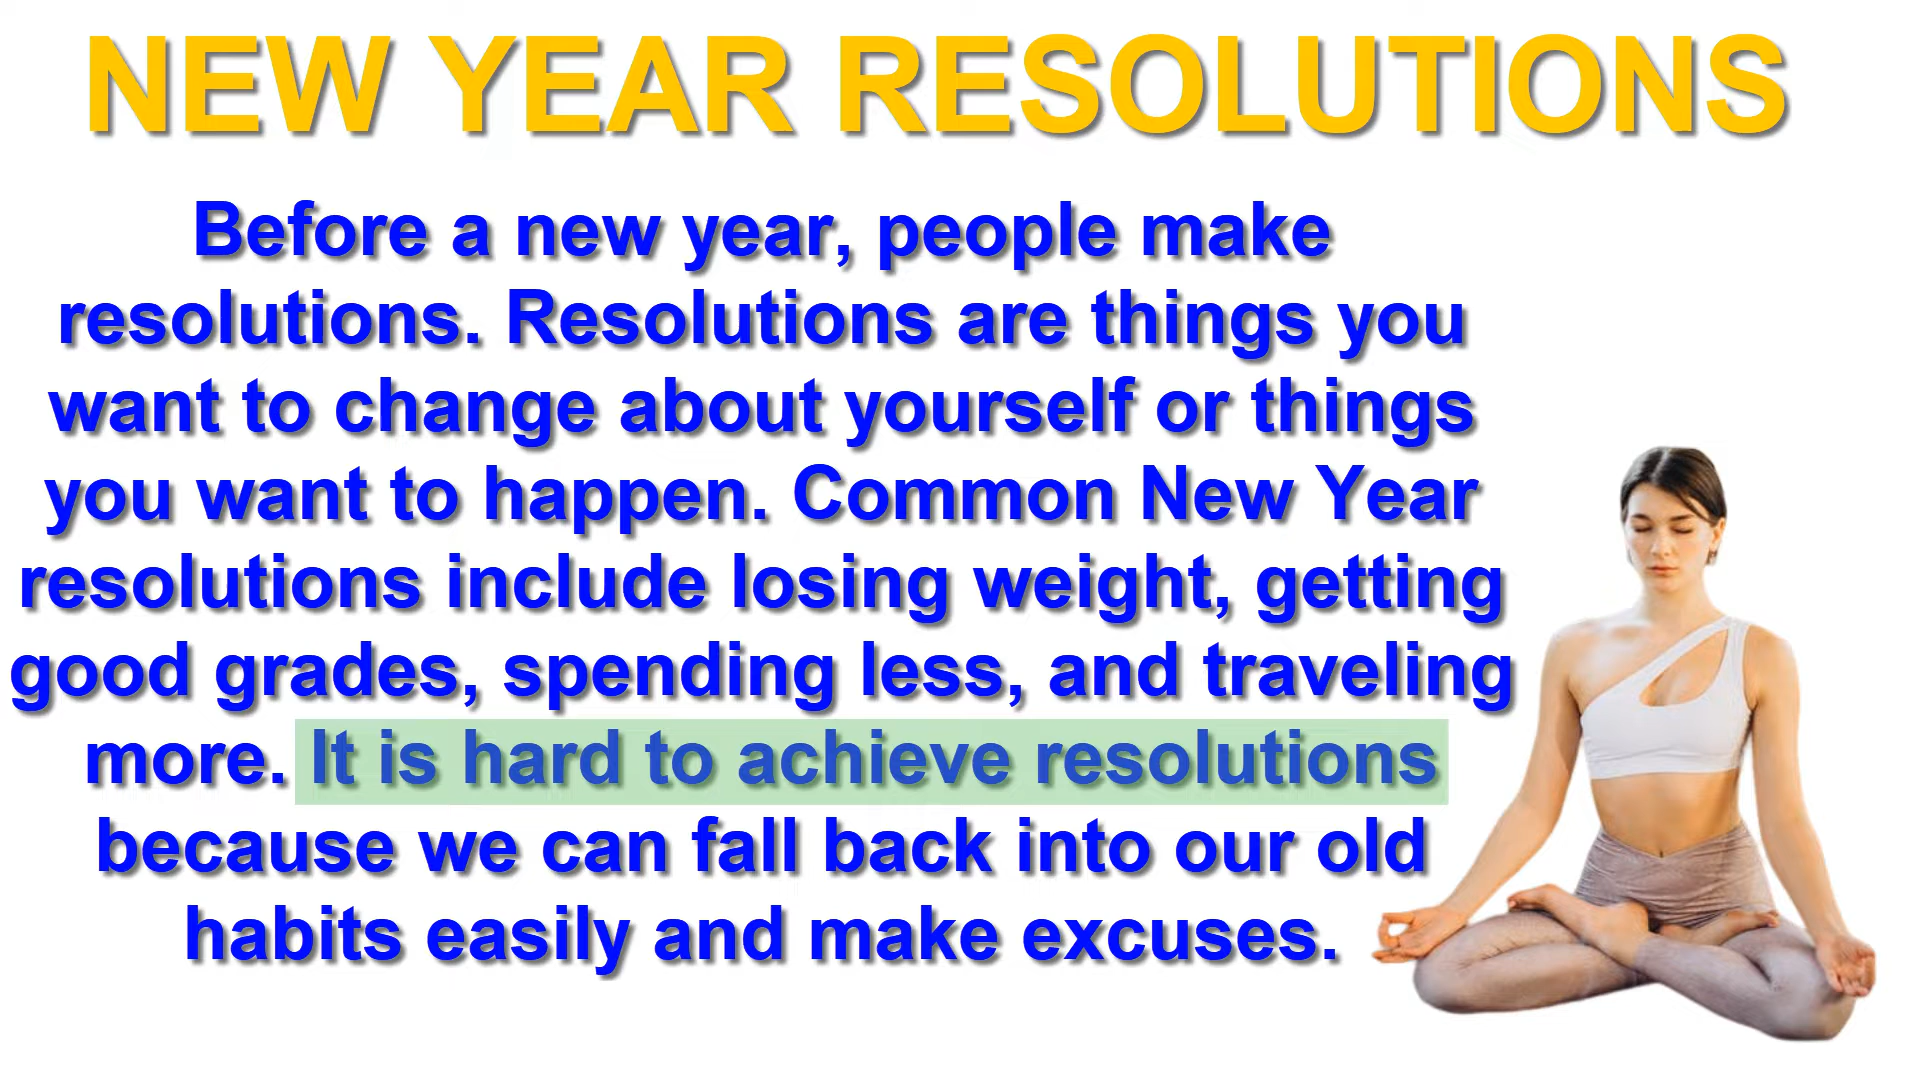 NEW YEAR RESOLUTIONS
Before a new year, people make
resolutions. Resolutions are things you
want to change about yourself or things
you want to happen. Common New Year
resolutions include losing weight, getting
good grades, spending less, and traveling
more. It is hard to achieve resolutions
because we can fall back into our old
habits easily and make excuses.